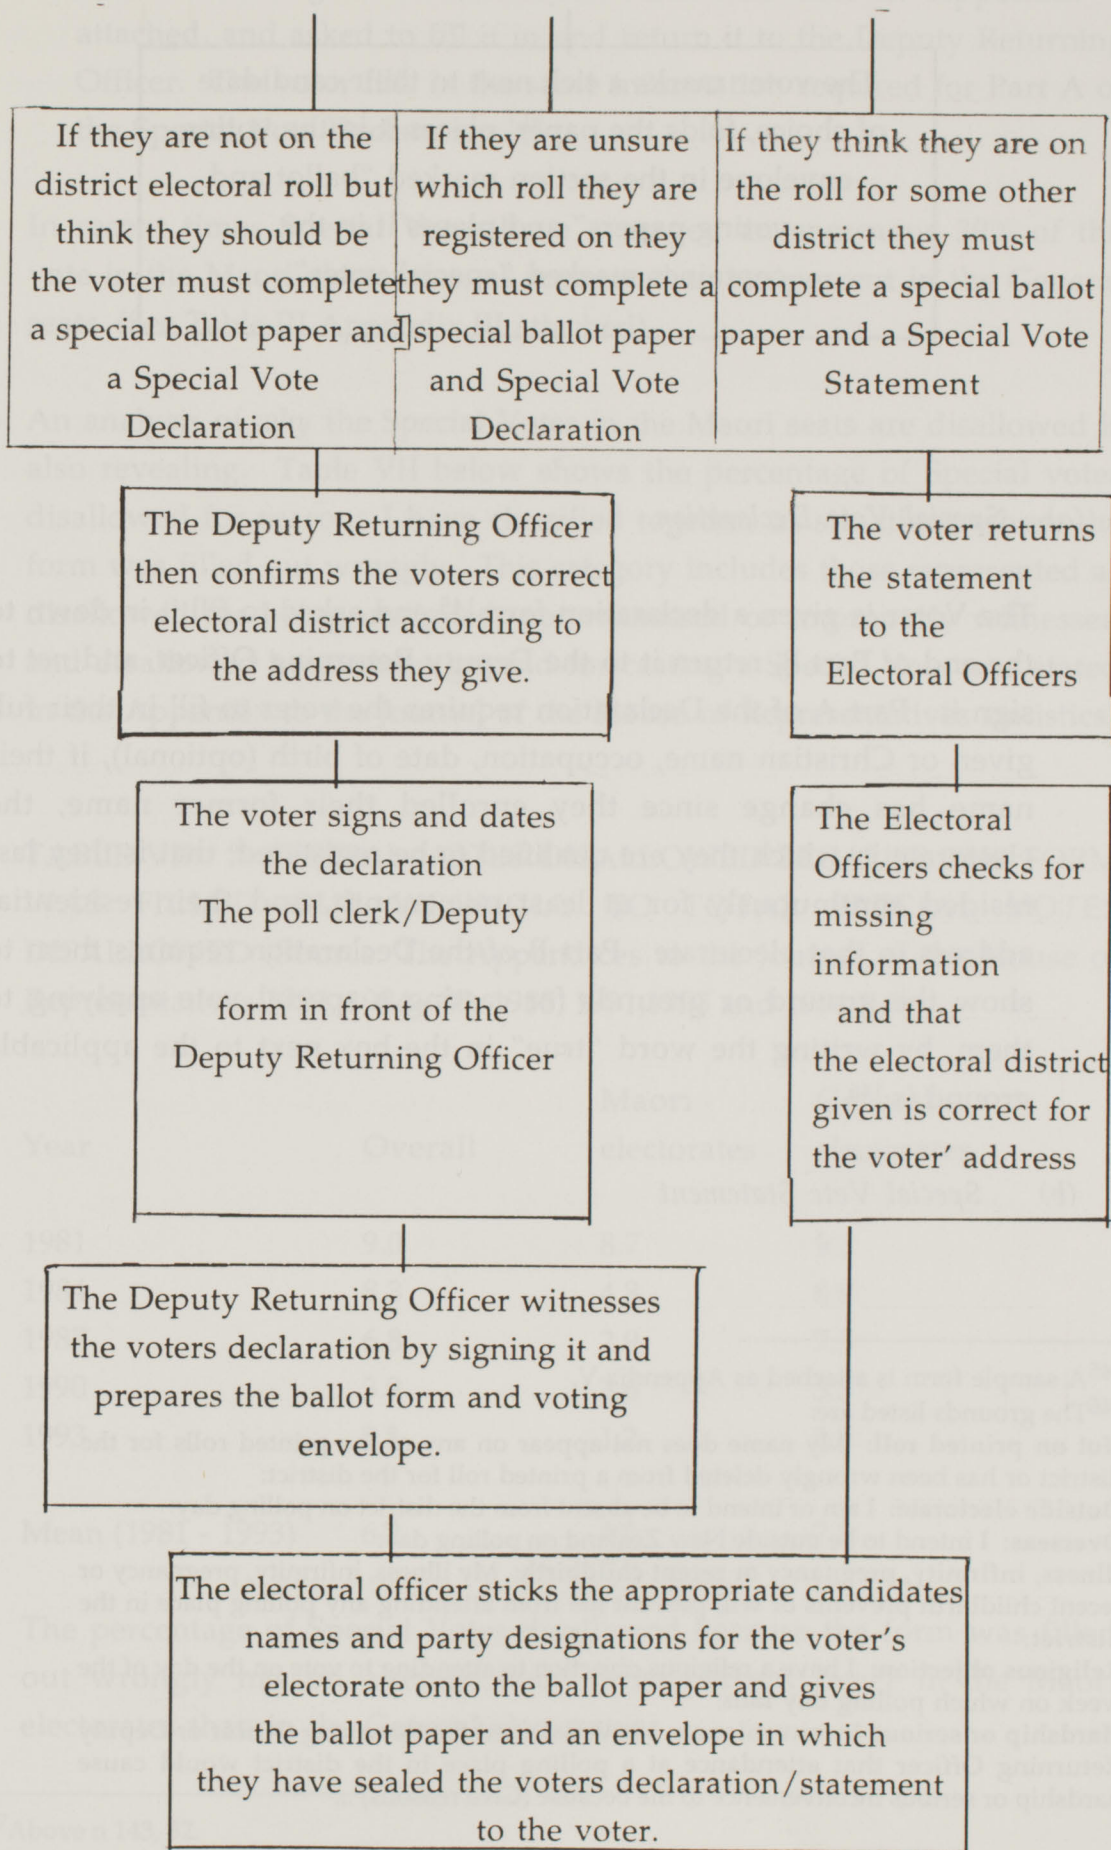 If they are not on the
district electoral roll but
think they should be
the voter must complete
a special ballot paper and
a Special Vote
Declaration
If they are unsure
which roll they are
registered on they
they must complete a
special ballot paper
and Special Vote
Declaration
If they think they are on
the roll for some other
district they must
complete a special ballot
paper and a Special Vote
Statement
The Deputy Returning Officer
then confirms the voters correct
electoral district according to
the address they give.
The voter returns
the statement
to the
Electoral Officers
The voter signs and dates
the declaration
The poll clerk/Deputy
form in front of the
Deputy Returning Officer
The Electoral
Officers checks for
missing
information
and that
the electoral district
given is correct for
the voter' address
The Deputy Returning Officer witnesses
the voters declaration by signing it and
prepares the ballot form and voting
envelope.
The electoral officer sticks the appropriate candidates
names and party designations for the voter's
electorate onto the ballot paper and gives
the ballot paper and an envelope in which
they have sealed the voters declaration/statement
to the voter.